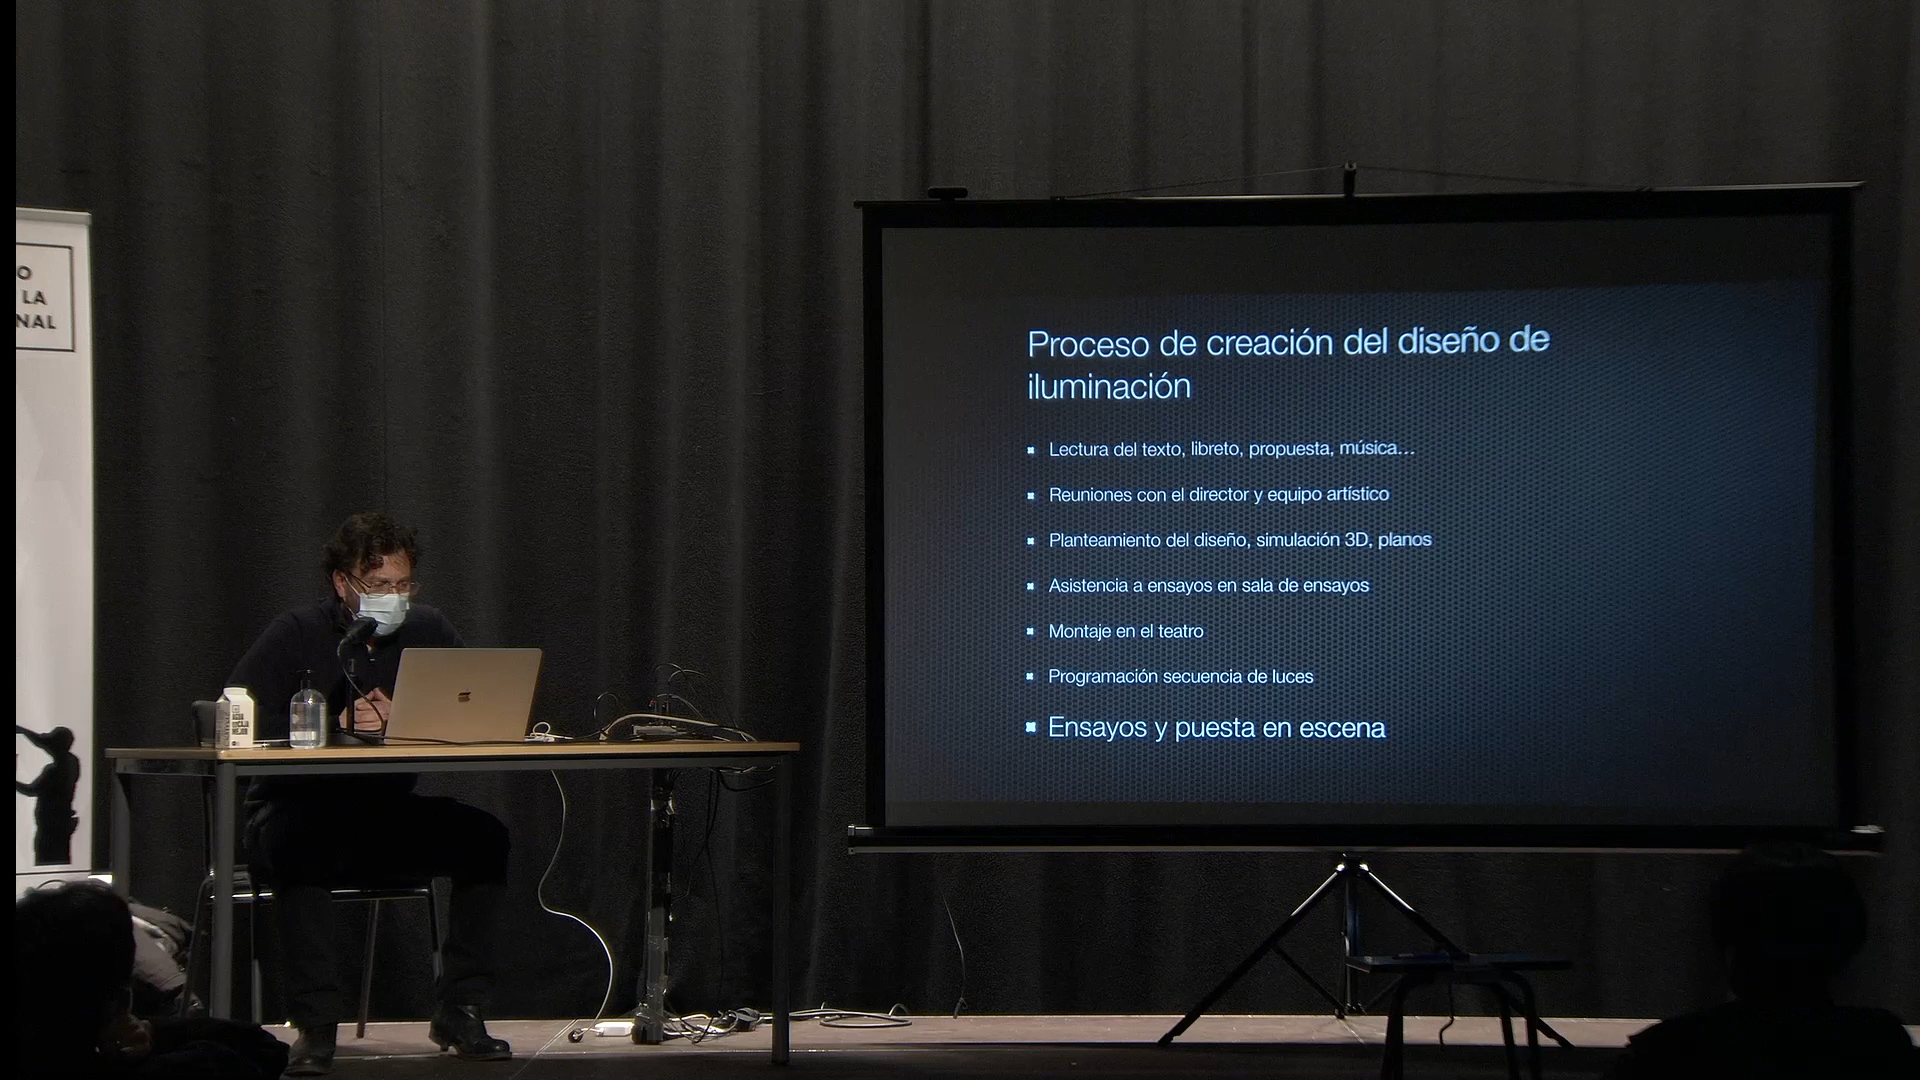 O
LA
NAL
Proceso de creación del diseño de
iluminación
Lectura del texto, libreto, propuesta, música...
Reuniones con el director y equipo artístico
Planteamiento del diseño, simulación 3D, planos
Asistencia a ensayos en sala de ensayos
Montaje en el teatro
Programación secuencia de luces
Ensayos y puesta en escena
AGUA
MEJOR